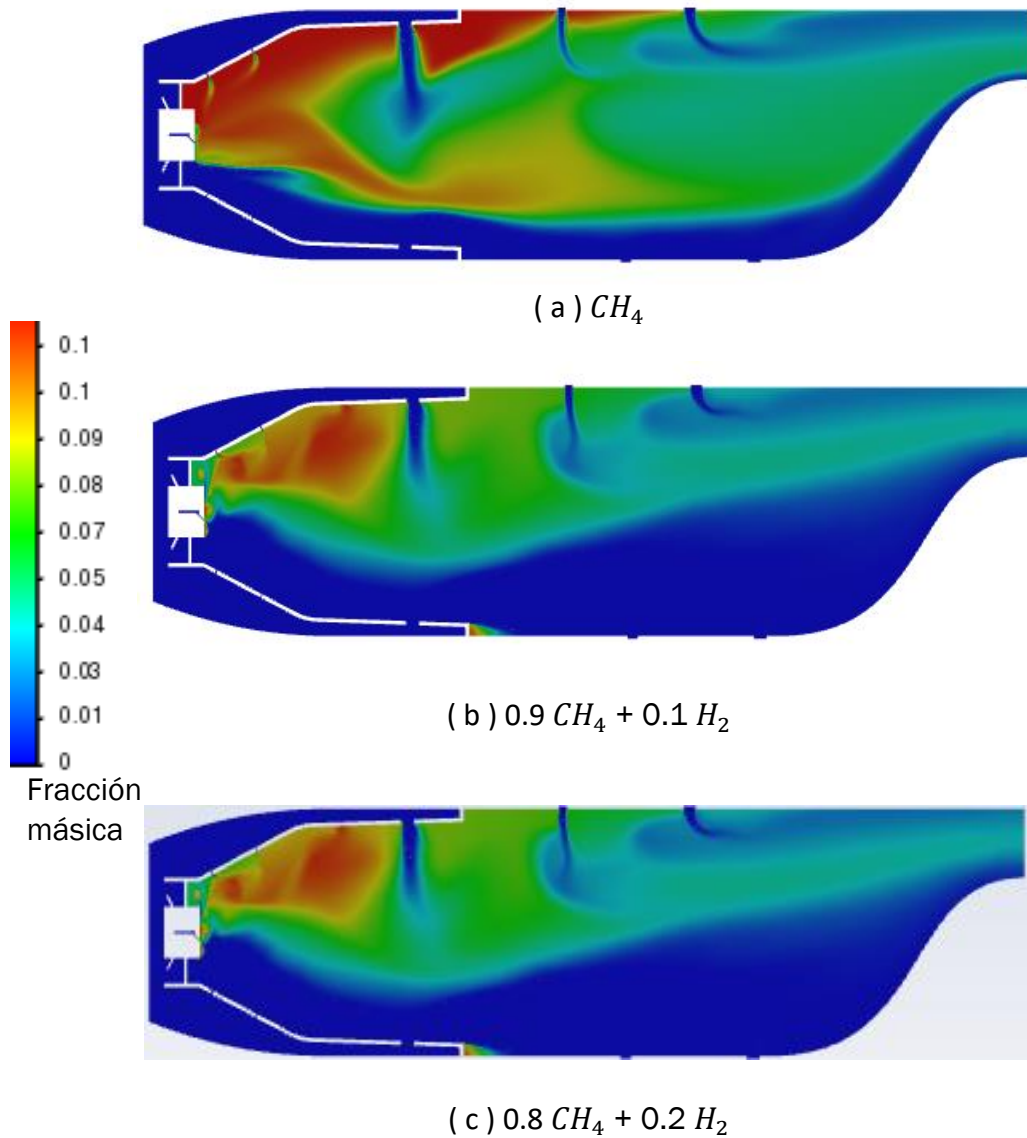 ( a ) CH₄
0.1
0.1
0.09
0.08
0.07
0.05
0.04
0.03
0.01
0
Fracción
másica
( b ) 0.9 CH₄ + 0.1 H₂
( c ) 0.8 CH₄ + 0.2 H₂